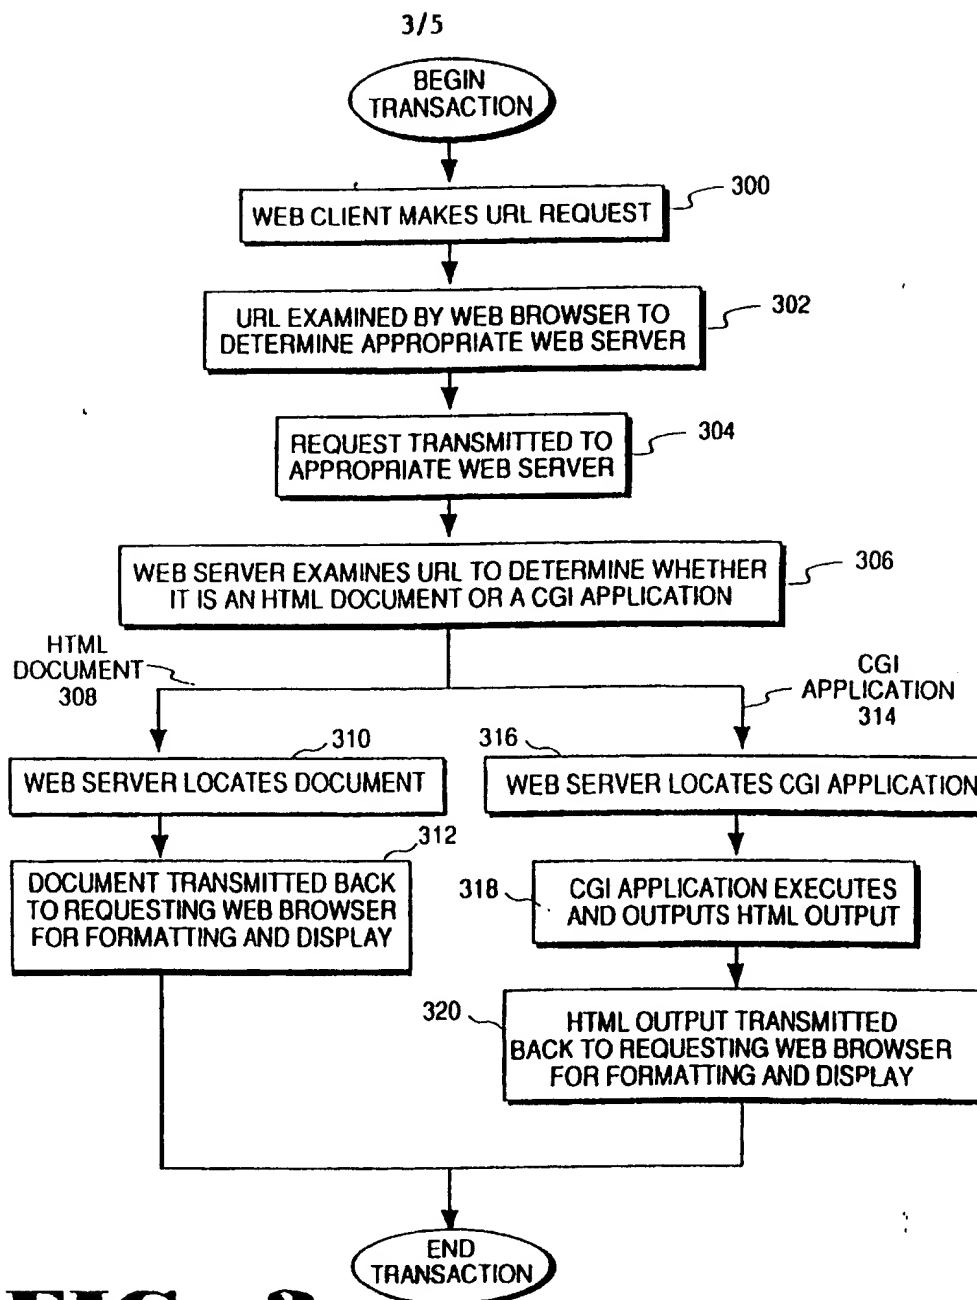 3/5
BEGIN
TRANSACTION
300
WEB CLIENT MAKES URL REQUEST
302
URL EXAMINED BY WEB BROWSER TO
DETERMINE APPROPRIATE WEB SERVER
304
REQUEST TRANSMITTED TO
APPROPRIATE WEB SERVER
306
WEB SERVER EXAMINES URL TO DETERMINE WHETHER
IT IS AN HTML DOCUMENT OR A CGI APPLICATION
HTML
DOCUMENT
308
CGI
APPLICATION
314
310
WEB SERVER LOCATES DOCUMENT
316
WEB SERVER LOCATES CGI APPLICATION
312
DOCUMENT TRANSMITTED BACK
TO REQUESTING WEB BROWSER
FOR FORMATTING AND DISPLAY
318
CGI APPLICATION EXECUTES
AND OUTPUTS HTML OUTPUT
320
HTML OUTPUT TRANSMITTED
BACK TO REQUESTING WEB BROWSER
FOR FORMATTING AND DISPLAY
END
TRANSACTION